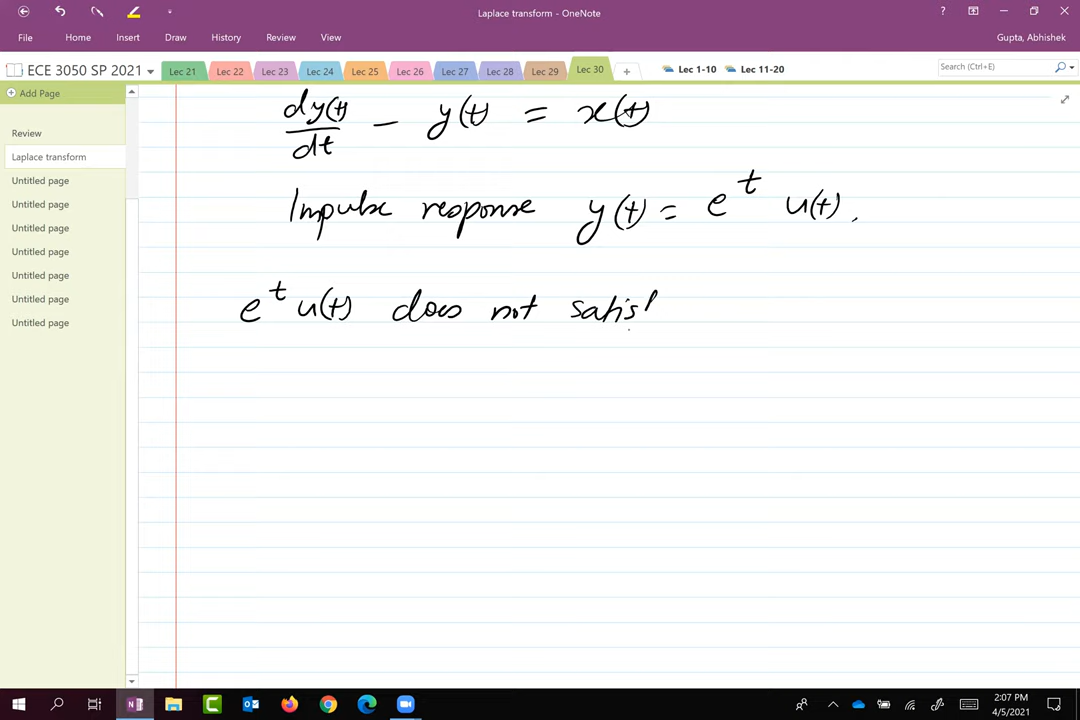 Laplace transform - OneNote
File Home Insert Draw History Review View
Gupta, Abhishek
ECE 3050 SP 2021
Lec 21 Lec 22 Lec 23 Lec 24 Lec 25 Lec 26 Lec 27 Lec 28 Lec 29 Lec 30 + Lec 1-10 Lec 11-20
Search (Ctrl+E)
Add Page
Review
Laplace transform
Untitled page
Untitled page
Untitled page
Untitled page
Untitled page
Untitled page
Untitled page
dy(t)/dt - y(t) = x(t)
Impulse response y(t) = e^t u(t).
e^t u(t) does not satisf
2:07 PM
4/5/2021